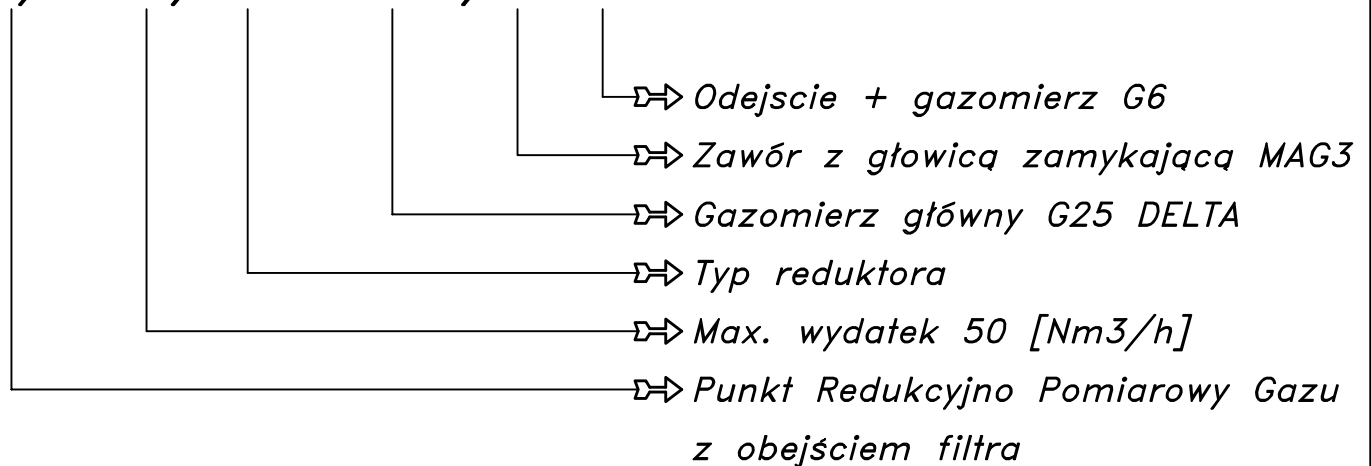 Odejscie + gazomierz G6
Zawór z głowicą zamykającą MAG3
Gazomierz główny G25 DELTA
Typ reduktora
Max. wydatek 50 [Nm3/h]
Punkt Redukcyjno Pomiarowy Gazu
z obejściem filtra